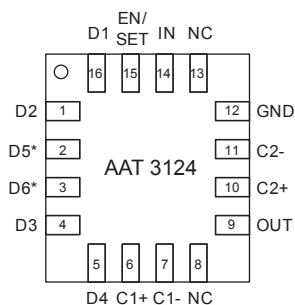 EN/
D1 SET IN NC
16 15 14 13
D2 1 12 GND
D5* 2 11 C2-
AAT 3124
D6* 3 10 C2+
D3 4 9 OUT
5 6 7 8
D4 C1+ C1- NC